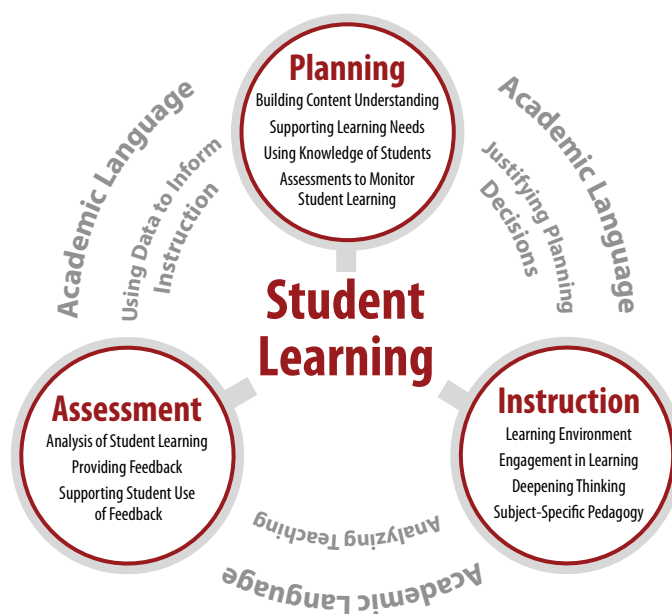 Planning
Building Content Understanding
Supporting Learning Needs
Using Knowledge of Students
Assessments to Monitor
Student Learning
Academic Language
Using Data to Inform
Instruction
Academic Language
Justifying Planning
Decisions
Student
Learning
Assessment
Analysis of Student Learning
Providing Feedback
Supporting Student Use
of Feedback
Instruction
Learning Environment
Engagement in Learning
Deepening Thinking
Subject-Specific Pedagogy
Analyzing Teaching
Academic Language